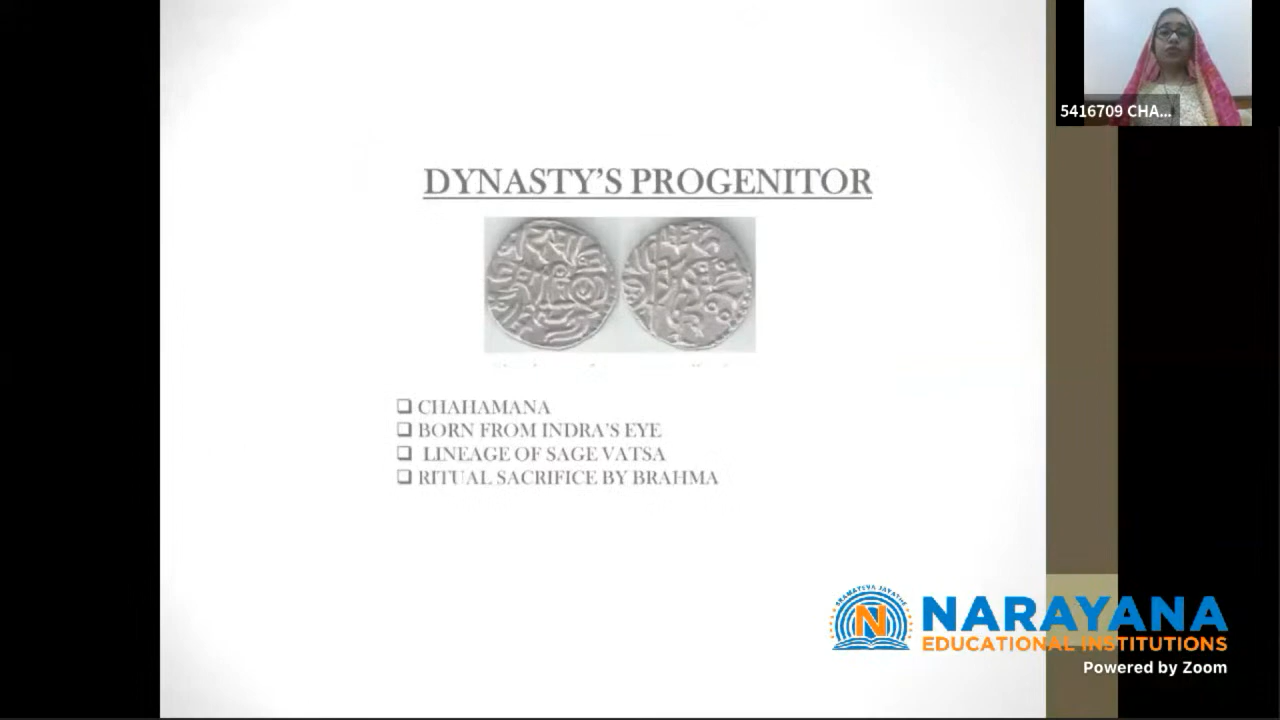 5416709 CHA...
DYNASTY'S PROGENITOR
❑ CHAHAMANA
❑ BORN FROM INDRA'S EYE
❑ LINEAGE OF SAGE VATSA
❑ RITUAL SACRIFICE BY BRAHMA
N
NARAYANA
EDUCATIONAL INSTITUTIONS
Powered by Zoom